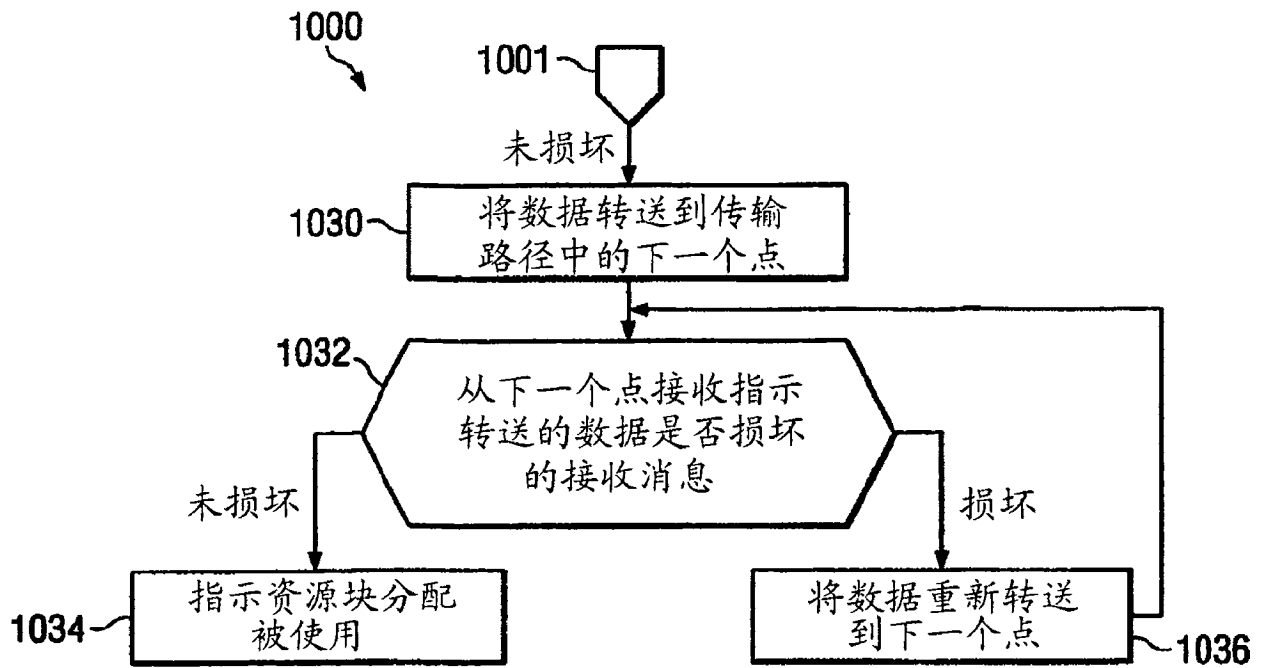 1000
1001
未损坏
1030
将数据转送到传输
路径中的下一个点
1032
从下一个点接收指示
转送的数据是否损坏
的接收消息
未损坏
损坏
1034
指示资源块分配
被使用
将数据重新转送
到下一个点
1036